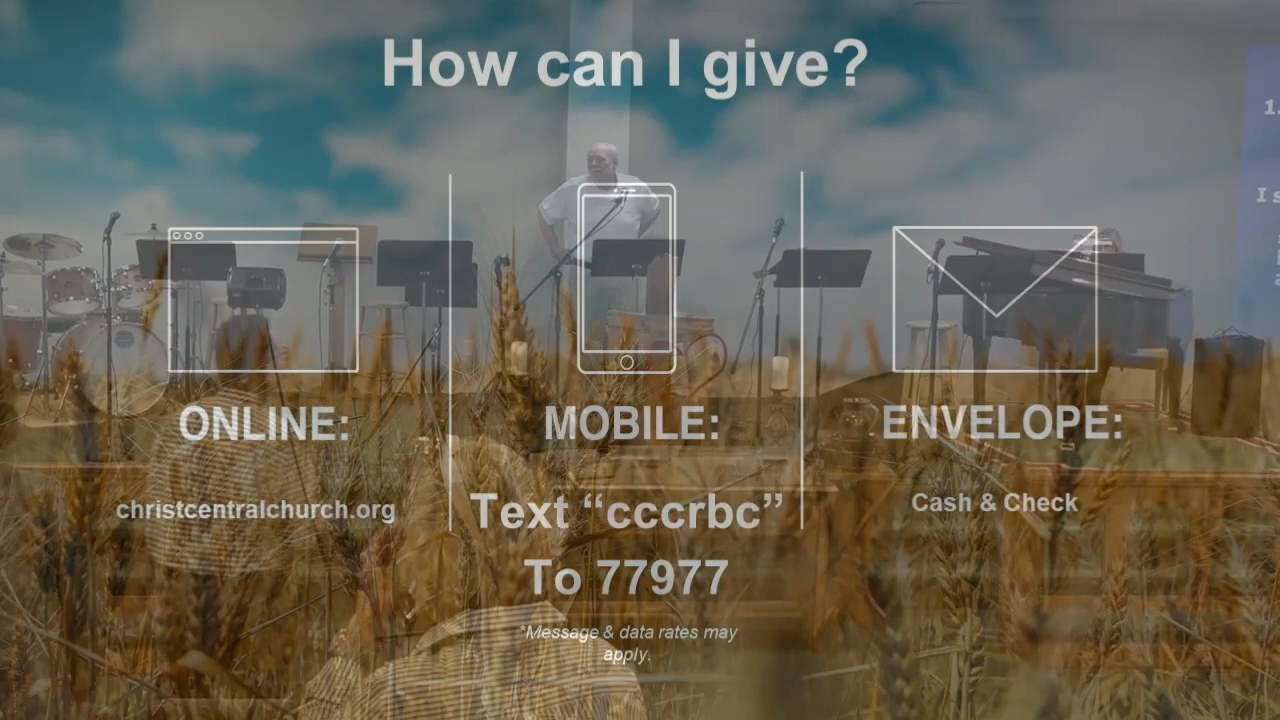 How can I give?
1.
I s
ONLINE:
MOBILE:
ENVELOPE:
christcentralchurch.org
Text “cccrbc”
To 77977
Cash & Check
*Message & data rates may
apply.